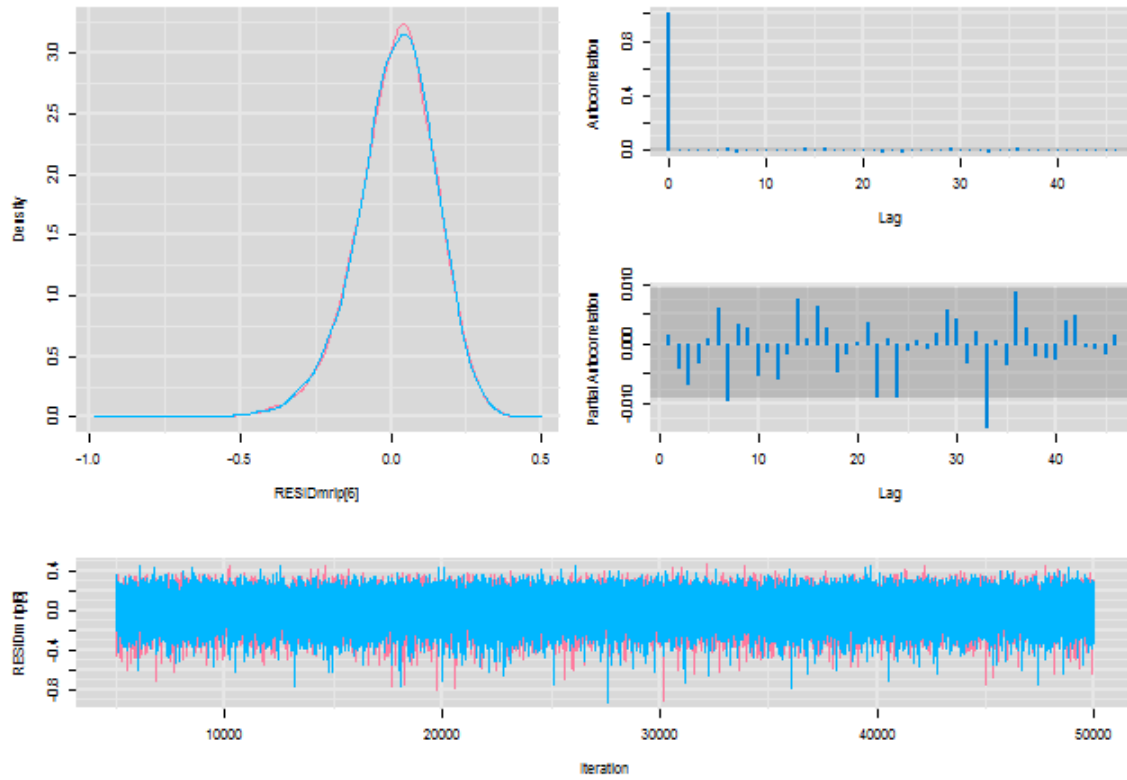 Density
0.0 0.5 1.0 1.5 2.0 2.5 3.0
-1.0 -0.5 0.0 0.5
RESIDmrip[6]
Autocorrelation
0.0 0.4 0.8
0 10 20 30 40
Lag
Partial Autocorrelation
-0.010 0.000 0.010
0 10 20 30 40
Lag
RESIDmrip[6]
-0.8 -0.4 0.0 0.4
10000 20000 30000 40000 50000
Iteration